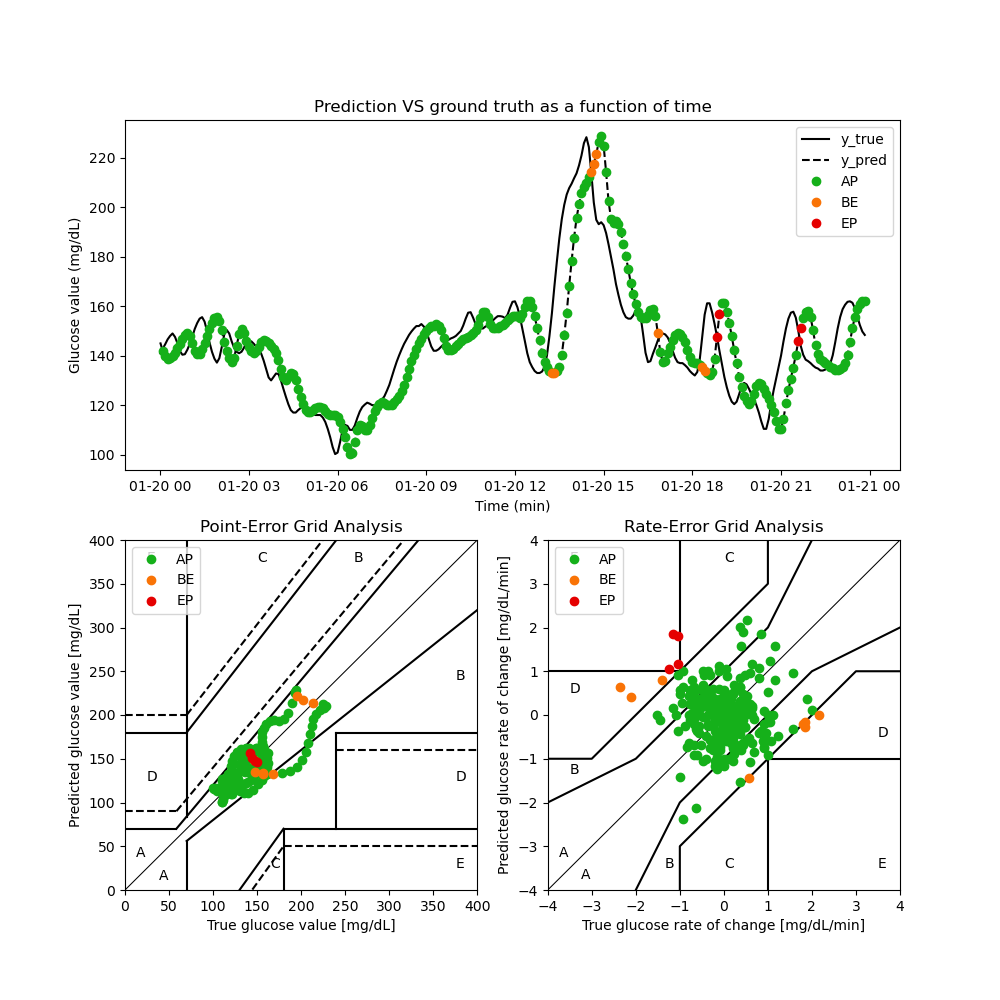 Prediction VS ground truth as a function of time
Glucose value (mg/dL)
220
200
180
160
140
120
100
y_true
y_pred
AP
BE
EP
01-20 00 01-20 03 01-20 06 01-20 09 01-20 12 01-20 15 01-20 18 01-20 21 01-21 00
Time (min)
Point-Error Grid Analysis
Predicted glucose value [mg/dL]
400
350
300
250
200
150
100
50
0
AP
BE
EP
C
B
B
D
D
A
A
C
E
0 50 100 150 200 250 300 350 400
True glucose value [mg/dL]
Rate-Error Grid Analysis
Predicted glucose rate of change [mg/dL/min]
4
3
2
1
0
−1
−2
−3
−4
AP
BE
EP
C
D
D
B
A
A
B
C
E
−4 −3 −2 −1 0 1 2 3 4
True glucose rate of change [mg/dL/min]